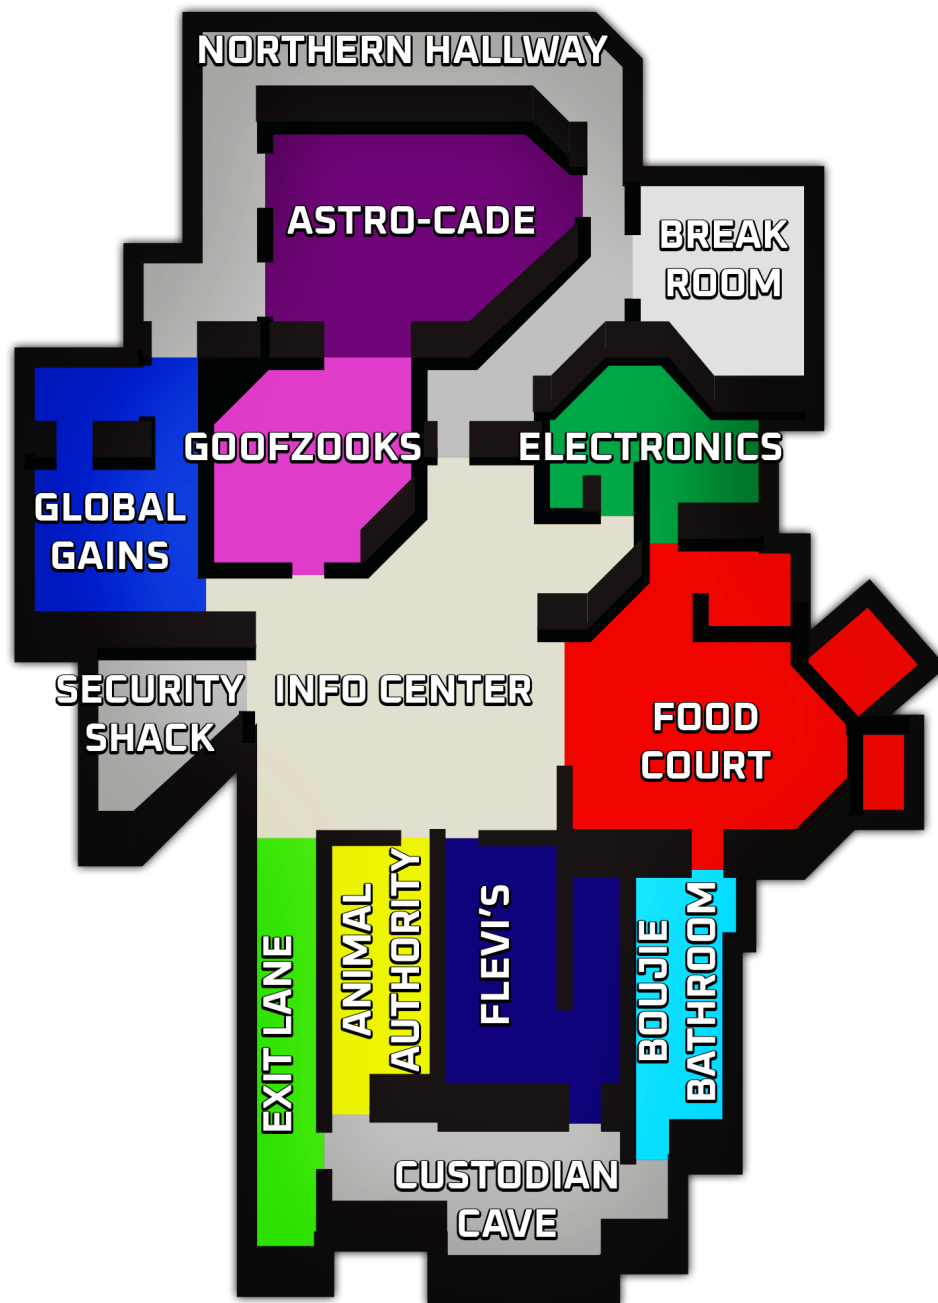 NORTHERN HALLWAY
ASTRO-CADE
BREAK
ROOM
GOOFZOOKS
ELECTRONICS
GLOBAL
GAINS
SECURITY
SHACK
INFO CENTER
FOOD
COURT
EXIT LANE
ANIMAL
AUTHORITY
FLEVI'S
BOUJIE
BATHROOM
CUSTODIAN
CAVE